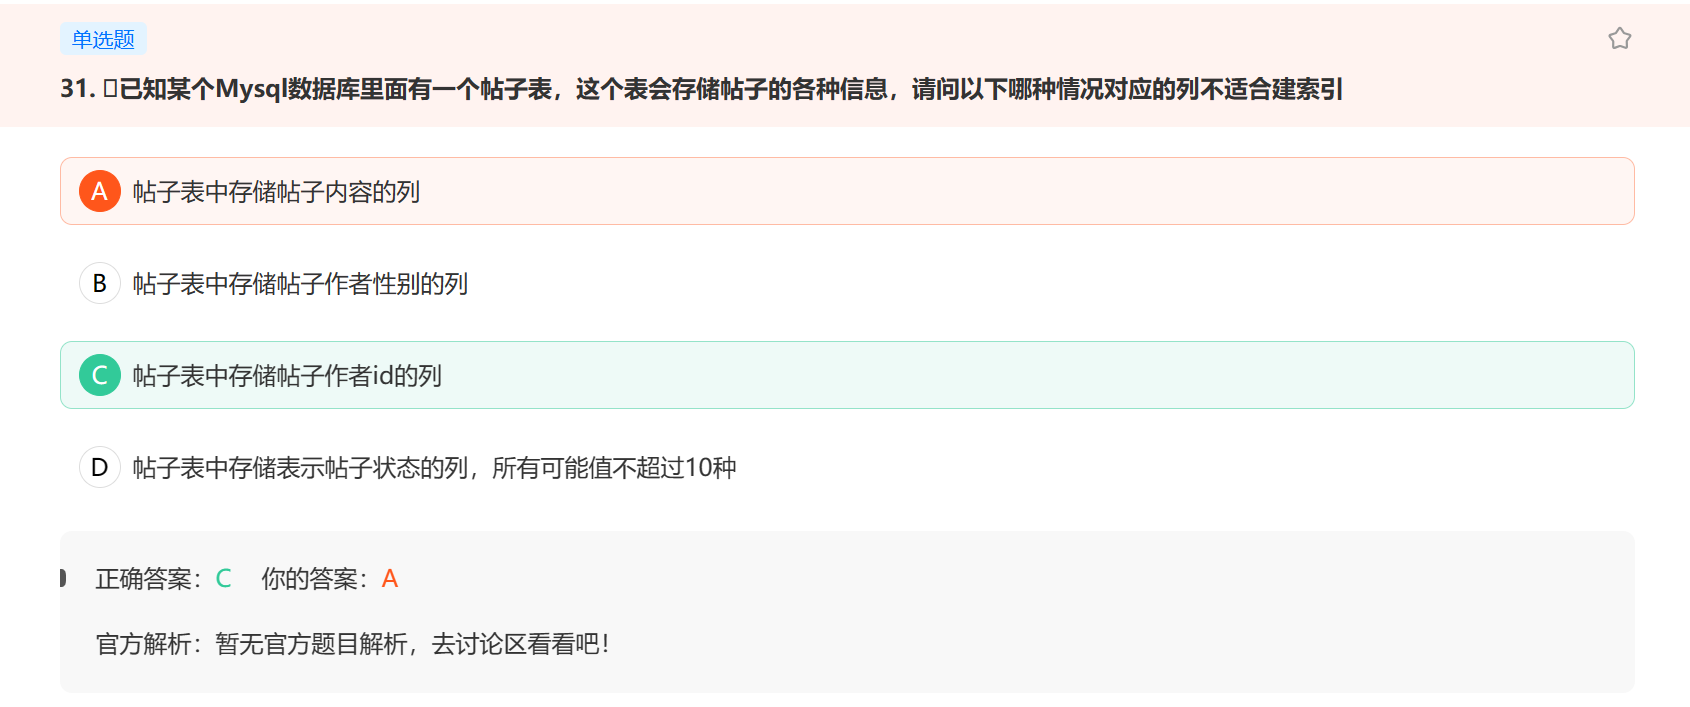 单选题
31. 已知某个Mysql数据库里面有一个帖子表，这个表会存储帖子的各种信息，请问以下哪种情况对应的列不适合建索引
A 帖子表中存储帖子内容的列
B 帖子表中存储帖子作者性别的列
C 帖子表中存储帖子作者id的列
D 帖子表中存储表示帖子状态的列，所有可能值不超过10种
正确答案：C 你的答案：A
官方解析：暂无官方题目解析，去讨论区看看吧！